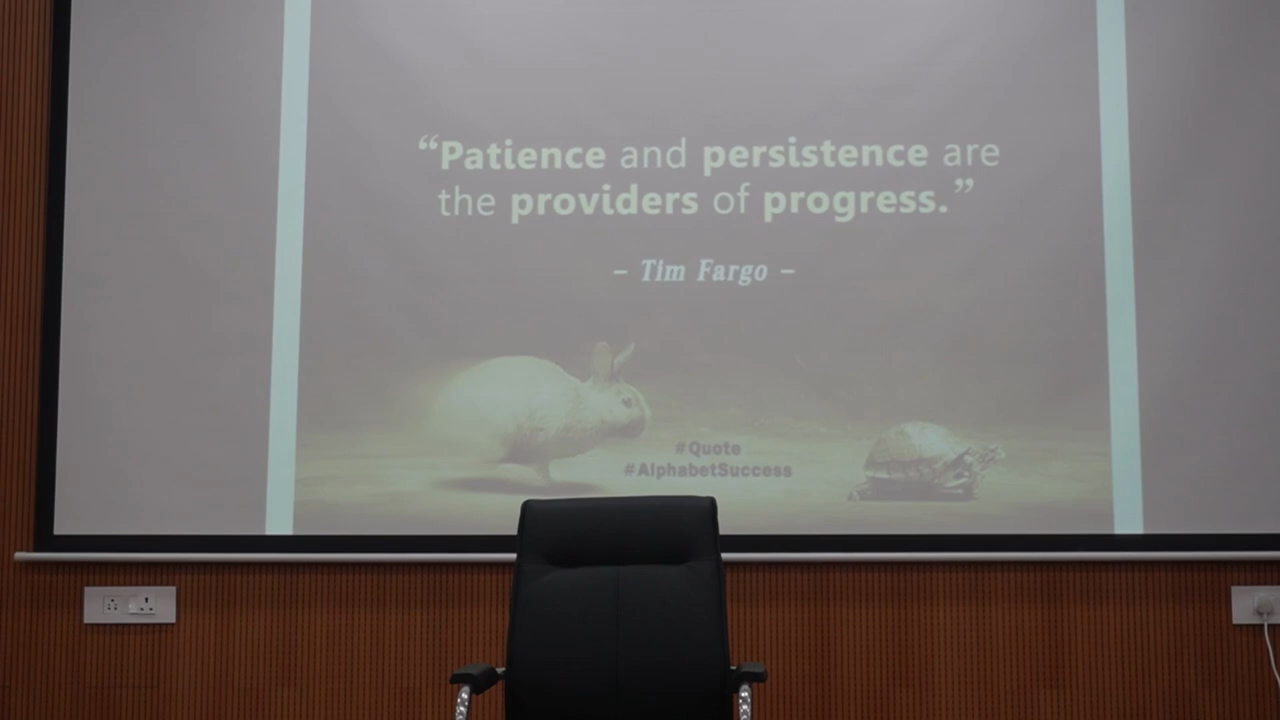 “Patience and persistence are
the providers of progress.”
– Tim Fargo –
#Quote
#AlphabetSuccess